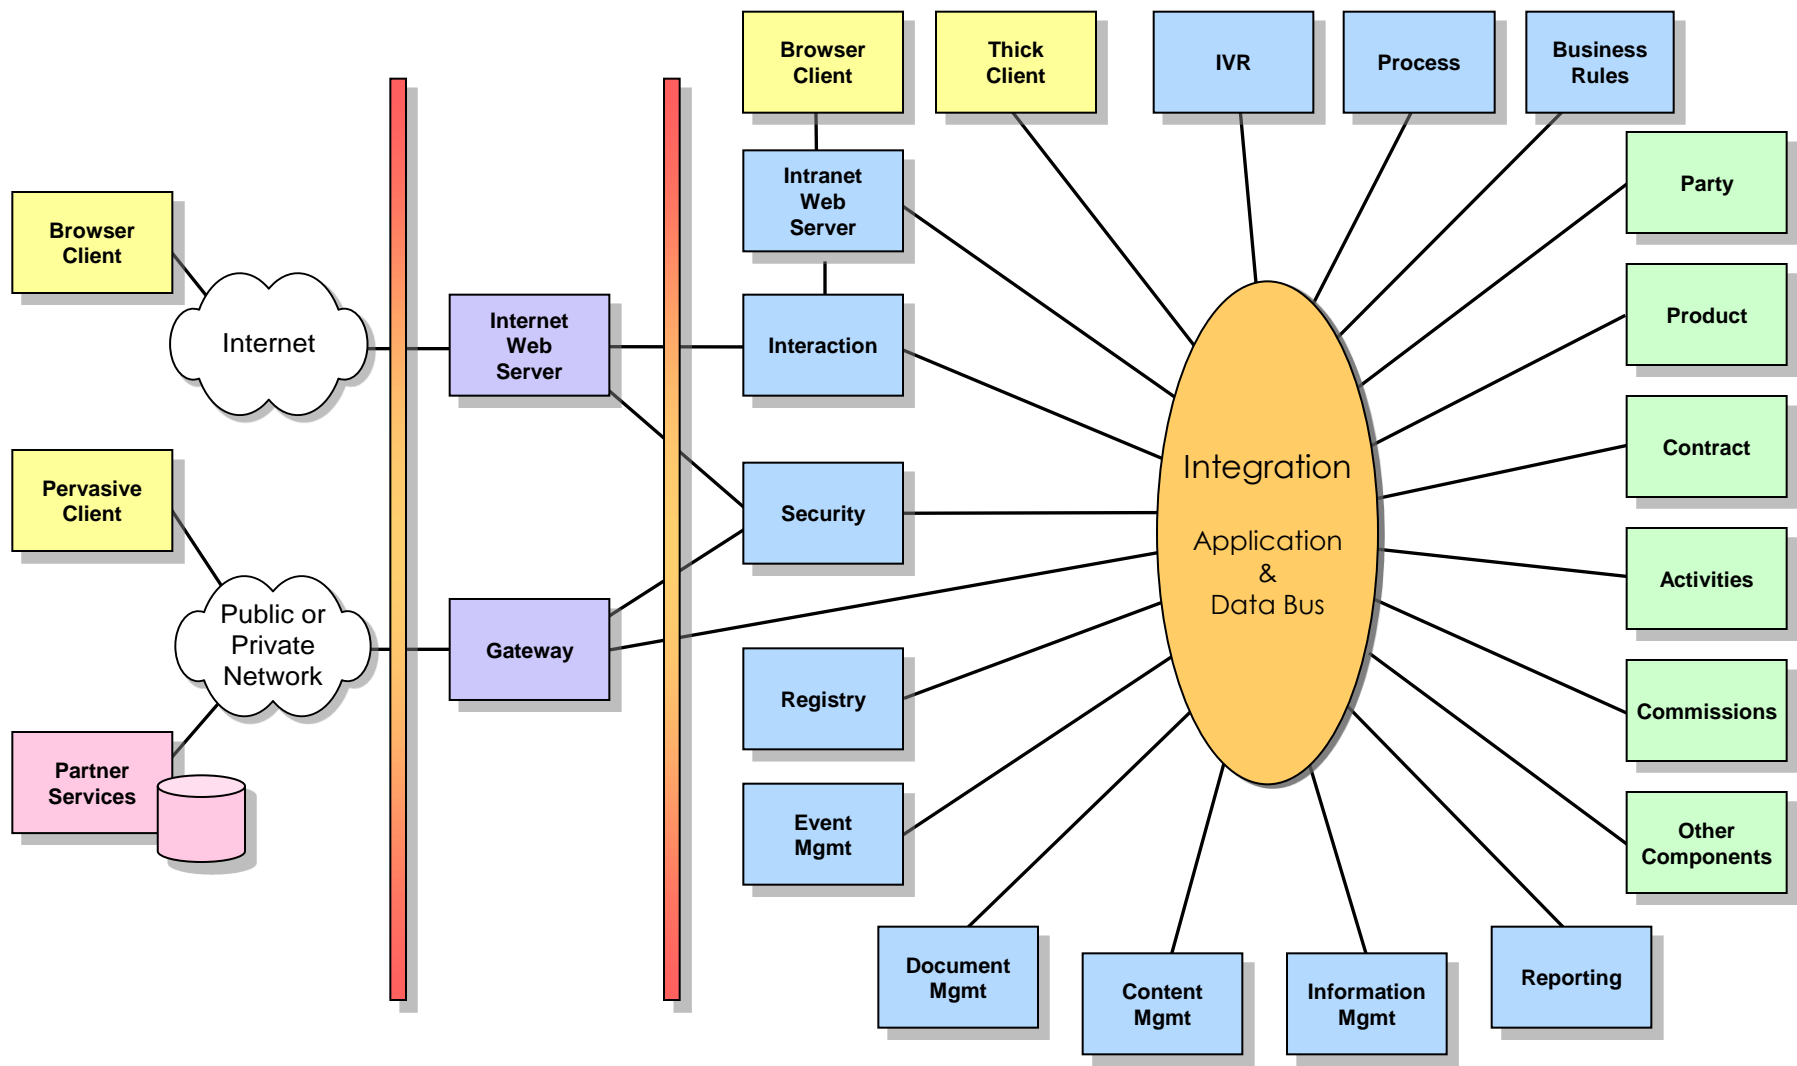 Browser
Client
Thick
Client
IVR
Process
Business
Rules
Intranet
Web
Server
Party
Browser
Client
Internet
Internet
Web
Server
Interaction
Product
Contract
Pervasive
Client
Security
Integration
Application
&
Data Bus
Activities
Public or
Private
Network
Gateway
Registry
Commissions
Partner
Services
Event
Mgmt
Other
Components
Document
Mgmt
Content
Mgmt
Information
Mgmt
Reporting